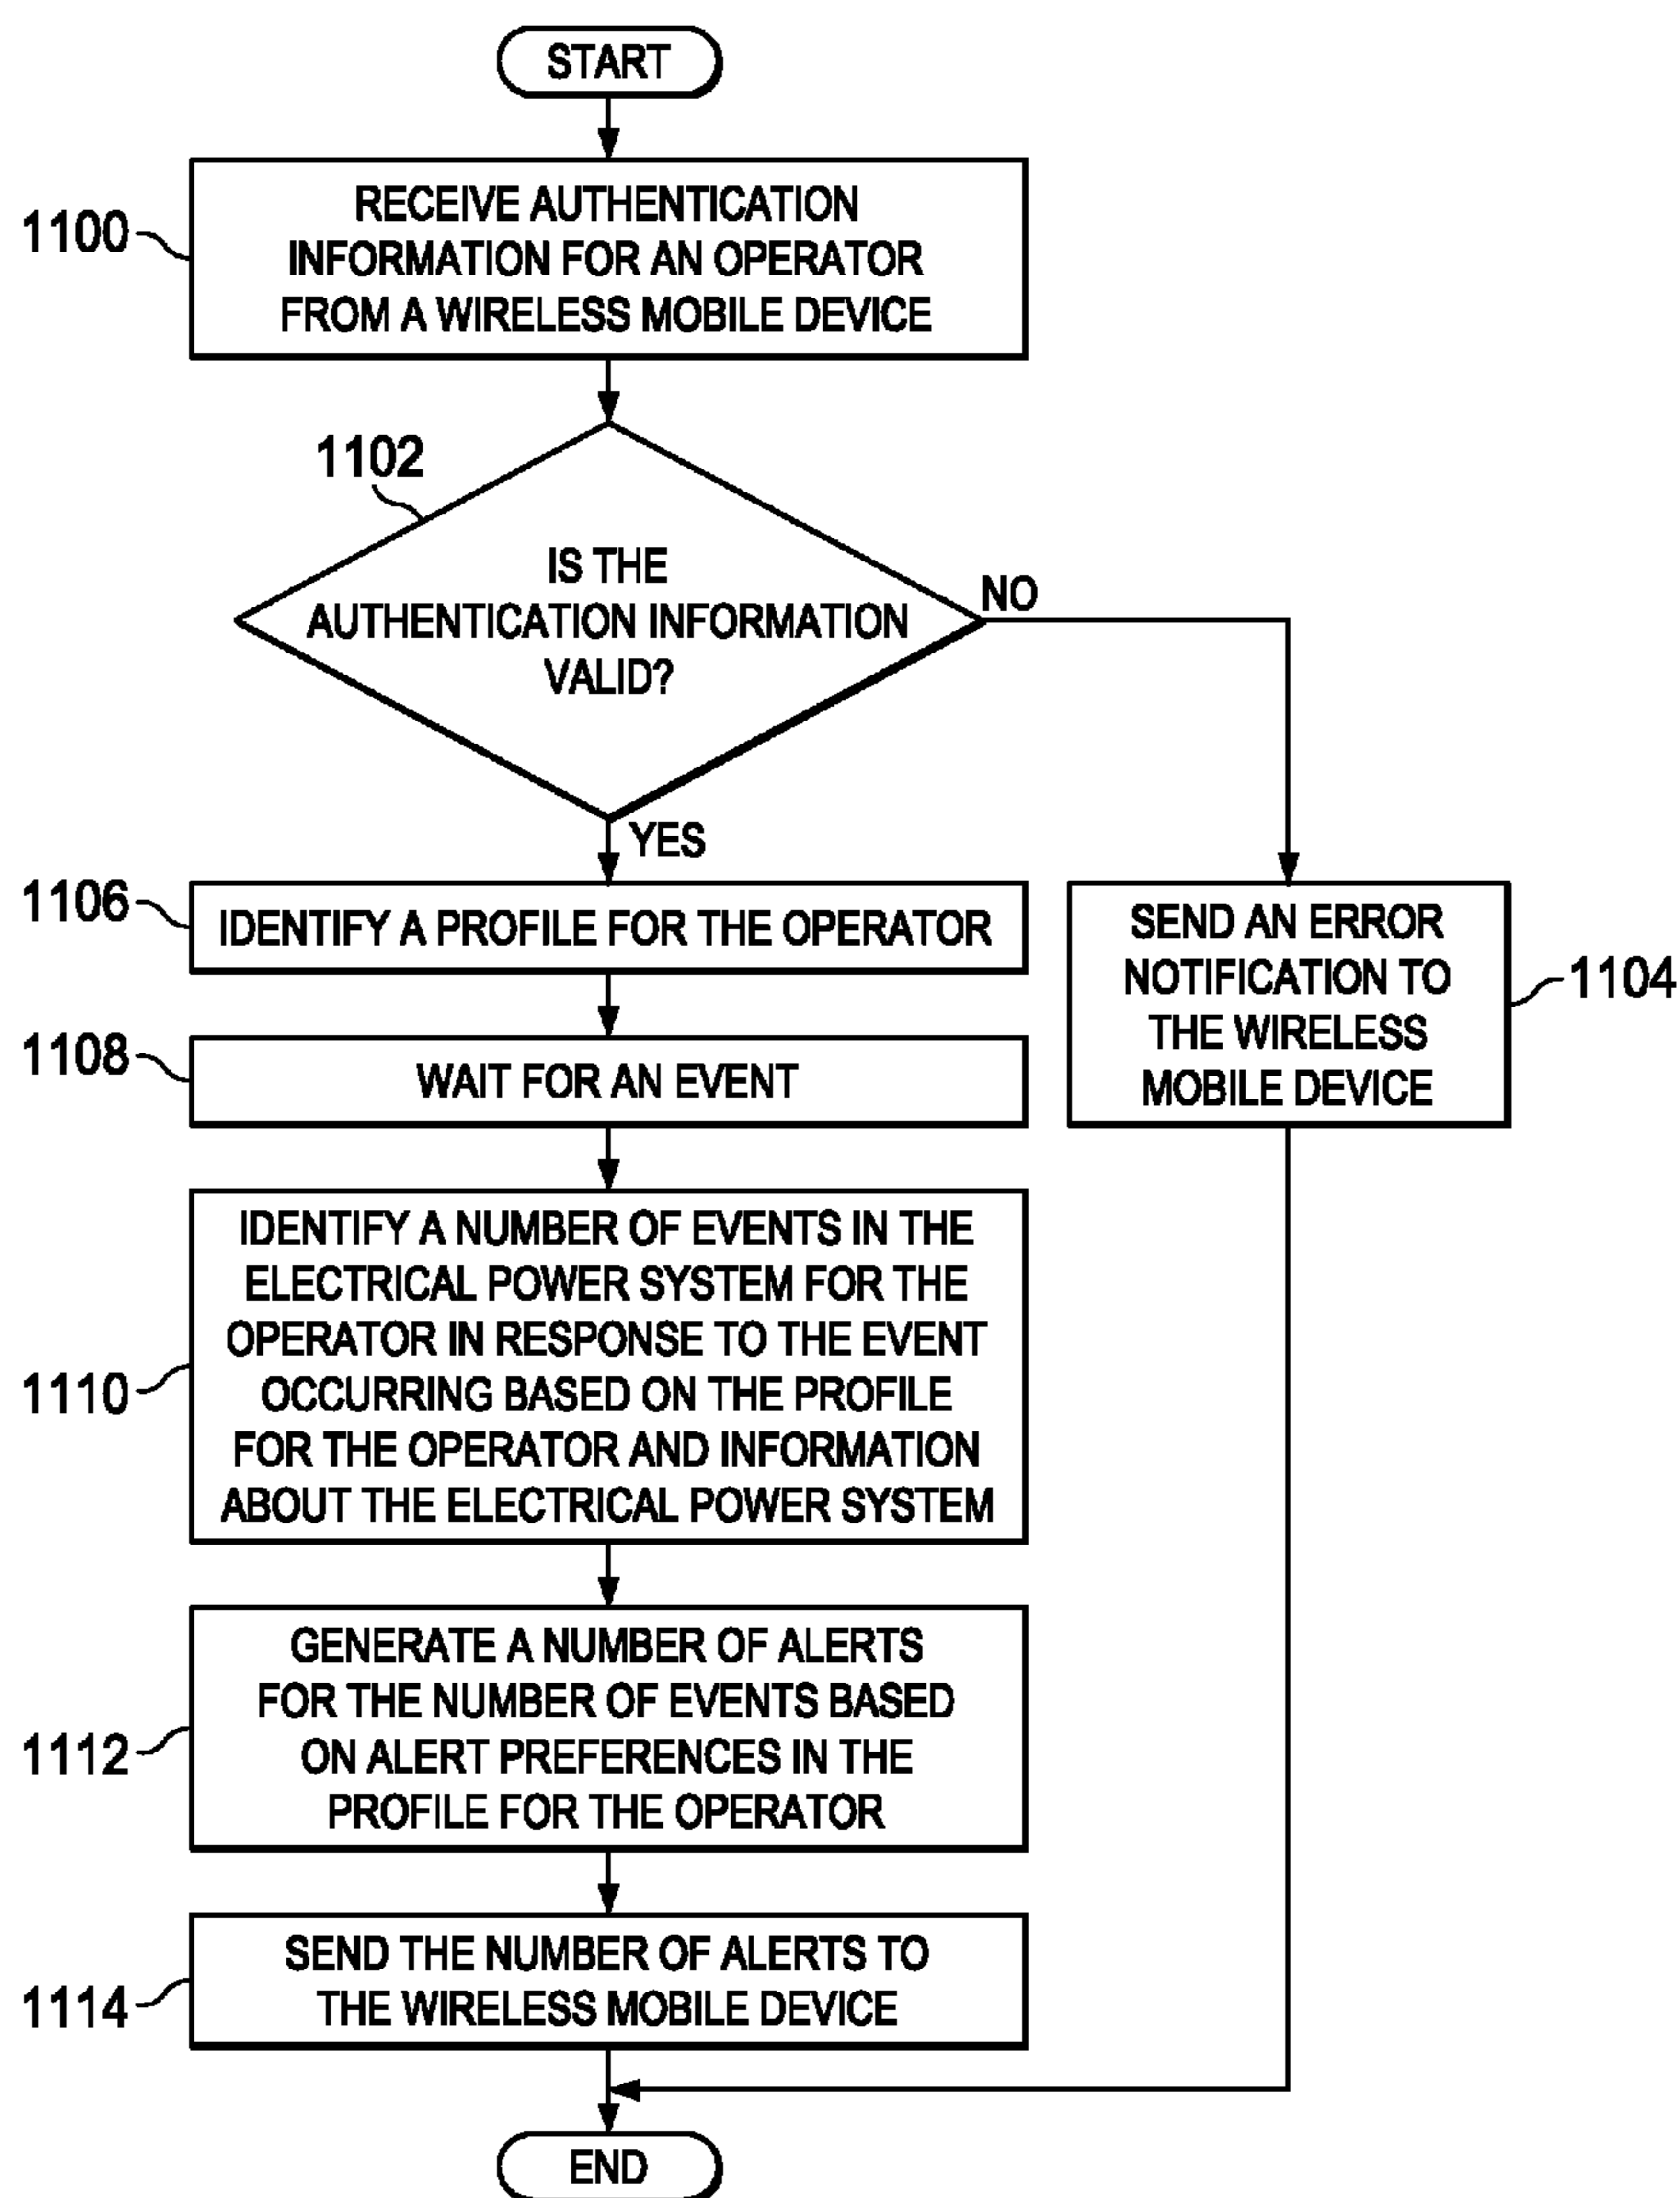 START
1100
RECEIVE AUTHENTICATION
INFORMATION FOR AN OPERATOR
FROM A WIRELESS MOBILE DEVICE
1102
IS THE
AUTHENTICATION INFORMATION
VALID?
NO
YES
1106
IDENTIFY A PROFILE FOR THE OPERATOR
SEND AN ERROR
NOTIFICATION TO
THE WIRELESS
MOBILE DEVICE
1104
1108
WAIT FOR AN EVENT
1110
IDENTIFY A NUMBER OF EVENTS IN THE
ELECTRICAL POWER SYSTEM FOR THE
OPERATOR IN RESPONSE TO THE EVENT
OCCURRING BASED ON THE PROFILE
FOR THE OPERATOR AND INFORMATION
ABOUT THE ELECTRICAL POWER SYSTEM
1112
GENERATE A NUMBER OF ALERTS
FOR THE NUMBER OF EVENTS BASED
ON ALERT PREFERENCES IN THE
PROFILE FOR THE OPERATOR
1114
SEND THE NUMBER OF ALERTS TO
THE WIRELESS MOBILE DEVICE
END